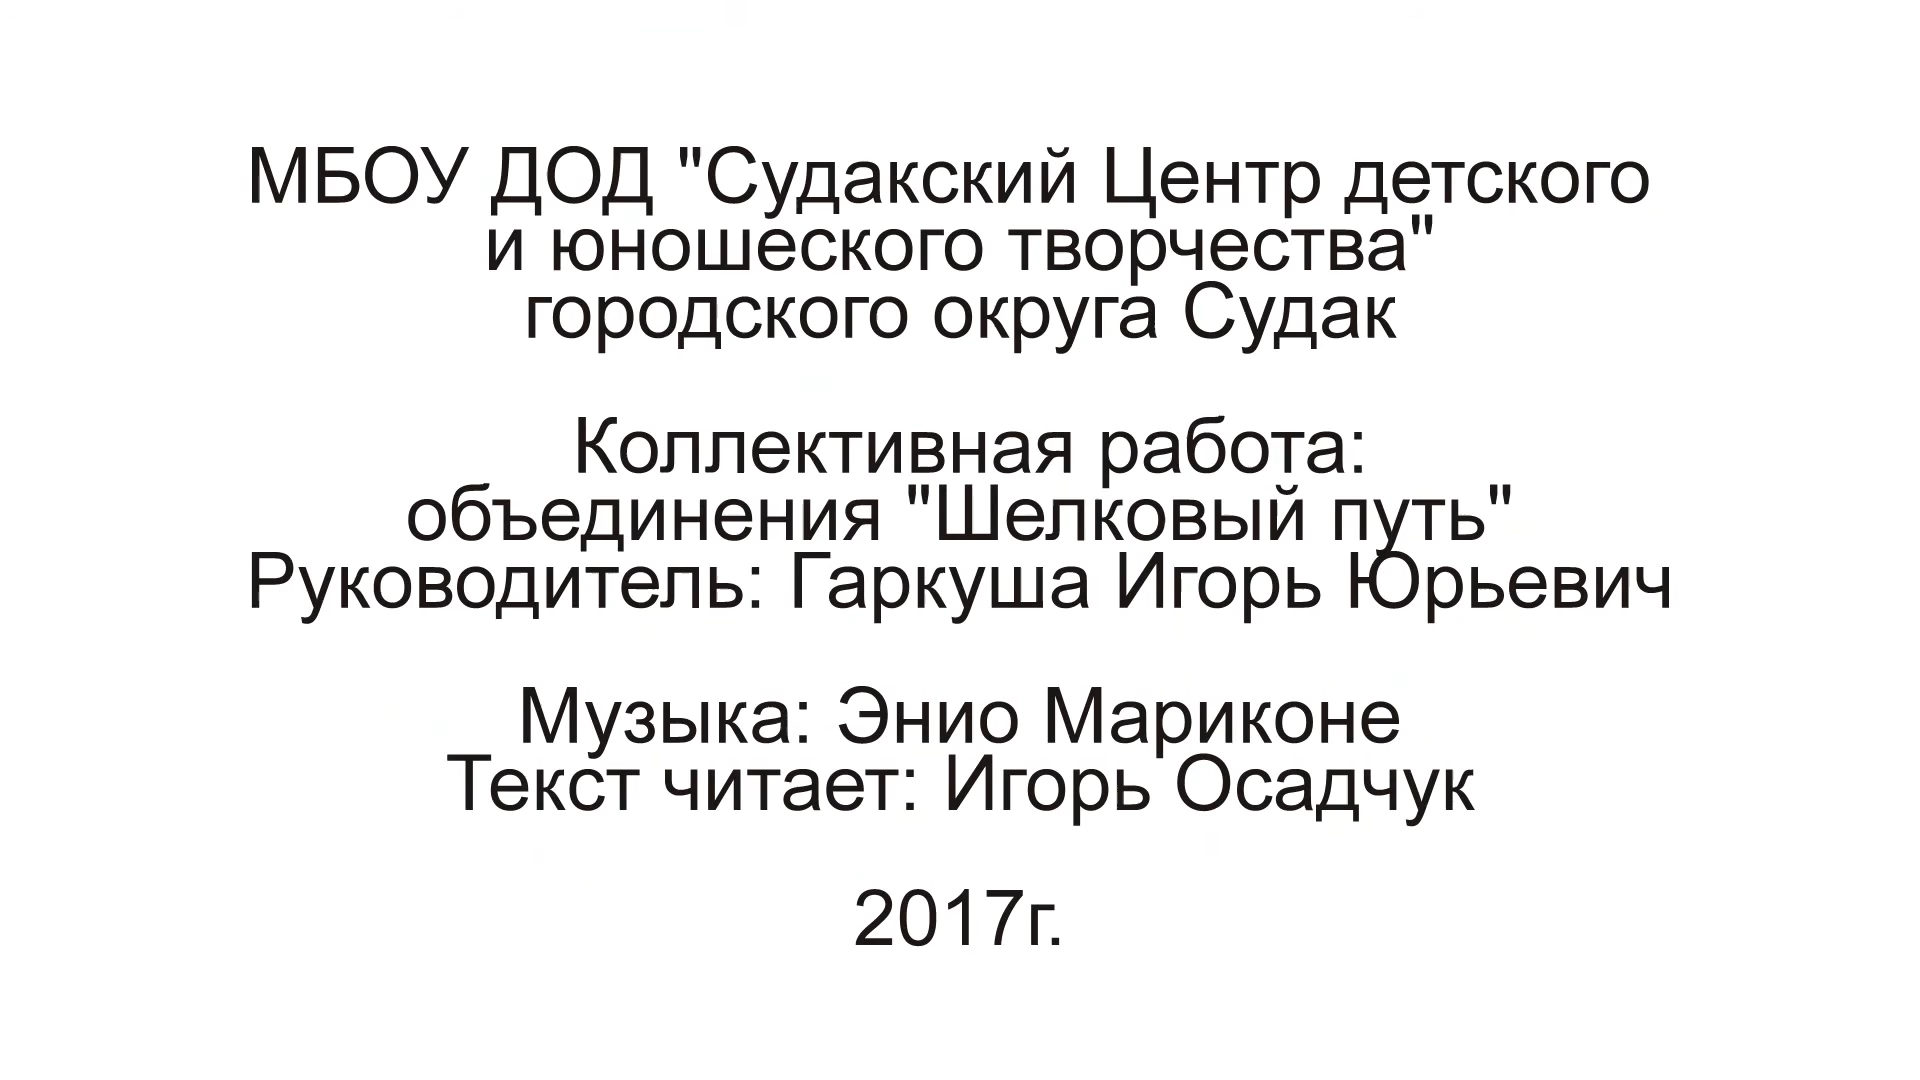 МБОУ ДОД "Судакский Центр детского
и юношеского творчества"
городского округа Судак
Коллективная работа:
объединения "Шелковый путь"
Руководитель: Гаркуша Игорь Юрьевич
Музыка: Энио Мариконе
Текст читает: Игорь Осадчук
2017г.